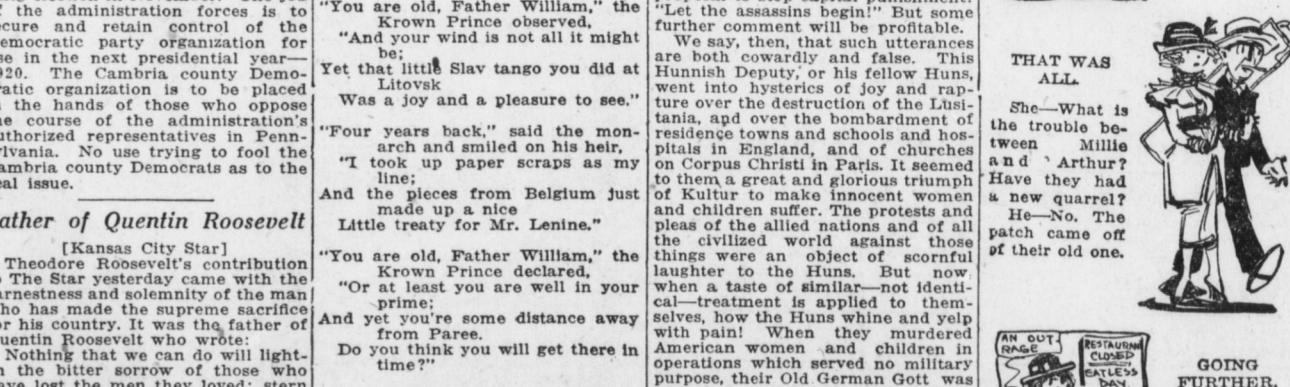 the administration forces is to
cure and retain control of the
emocratic party organization for
se in the next presidential year—
920. The Cambria county Demo-
ratic organization is to be placed
the hands of those who oppose
he course of the administration's
uthorized representatives in Penn-
ylvania. No use trying to fool the
ambria county Democrats as to the
eal issue.
ather of Quentin Roosevelt
[Kansas City Star]
Theodore Roosevelt's contribution
The Star yesterday came with the
arnestness and solemnity of the man
ho has made the supreme sacrifice
or his country. It was the father of
uentin Roosevelt who wrote:
Nothing that we can do will light-
n the bitter sorrow of those who
ave lost the men they loved; stern
"You are old, Father William," the
Krown Prince observed,
"And your wind is not all it might
be;
Yet that little Slav tango you did at
Litovsk
Was a joy and a pleasure to see."
"Four years back," said the mon-
arch and smiled on his heir,
"I took up paper scraps as my
line;
And the pieces from Belgium just
made up a nice
Little treaty for Mr. Lenine."
"You are old, Father William," the
Krown Prince declared,
"Or at least you are well in your
prime;
And yet you're some distance away
from Paree.
Do you think you will get there in
time?"
"Let the assassins begin!" But some
further comment will be profitable.
We say, then, that such utterances
are both cowardly and false. This
Hunnish Deputy, or his fellow Huns,
went into hysterics of joy and rap-
ture over the destruction of the Lusi-
tania, and over the bombardment of
residence towns and schools and hos-
pitals in England, and of churches
on Corpus Christi in Paris. It seemed
to them a great and glorious triumph
of Kultur to make innocent women
and children suffer. The protests and
pleas of the allied nations and of all
the civilized world against those
things were an object of scornful
laughter to the Huns. But now
when a taste of similar—not identi-
cal—treatment is applied to them-
selves, how the Huns whine and yelp
with pain! When they murdered
American women and children in
operations which served no military
purpose, their Old German Gott was
THAT WAS
ALL.
She—What is
the trouble be-
tween Millie
and Arthur?
Have they had
a new quarrel?
He—No. The
patch came off
of their old one.
AN OUT-
RAGE
RESTAURANT
CLOSED
EATLESS
DAY
GOING
FURTHER.